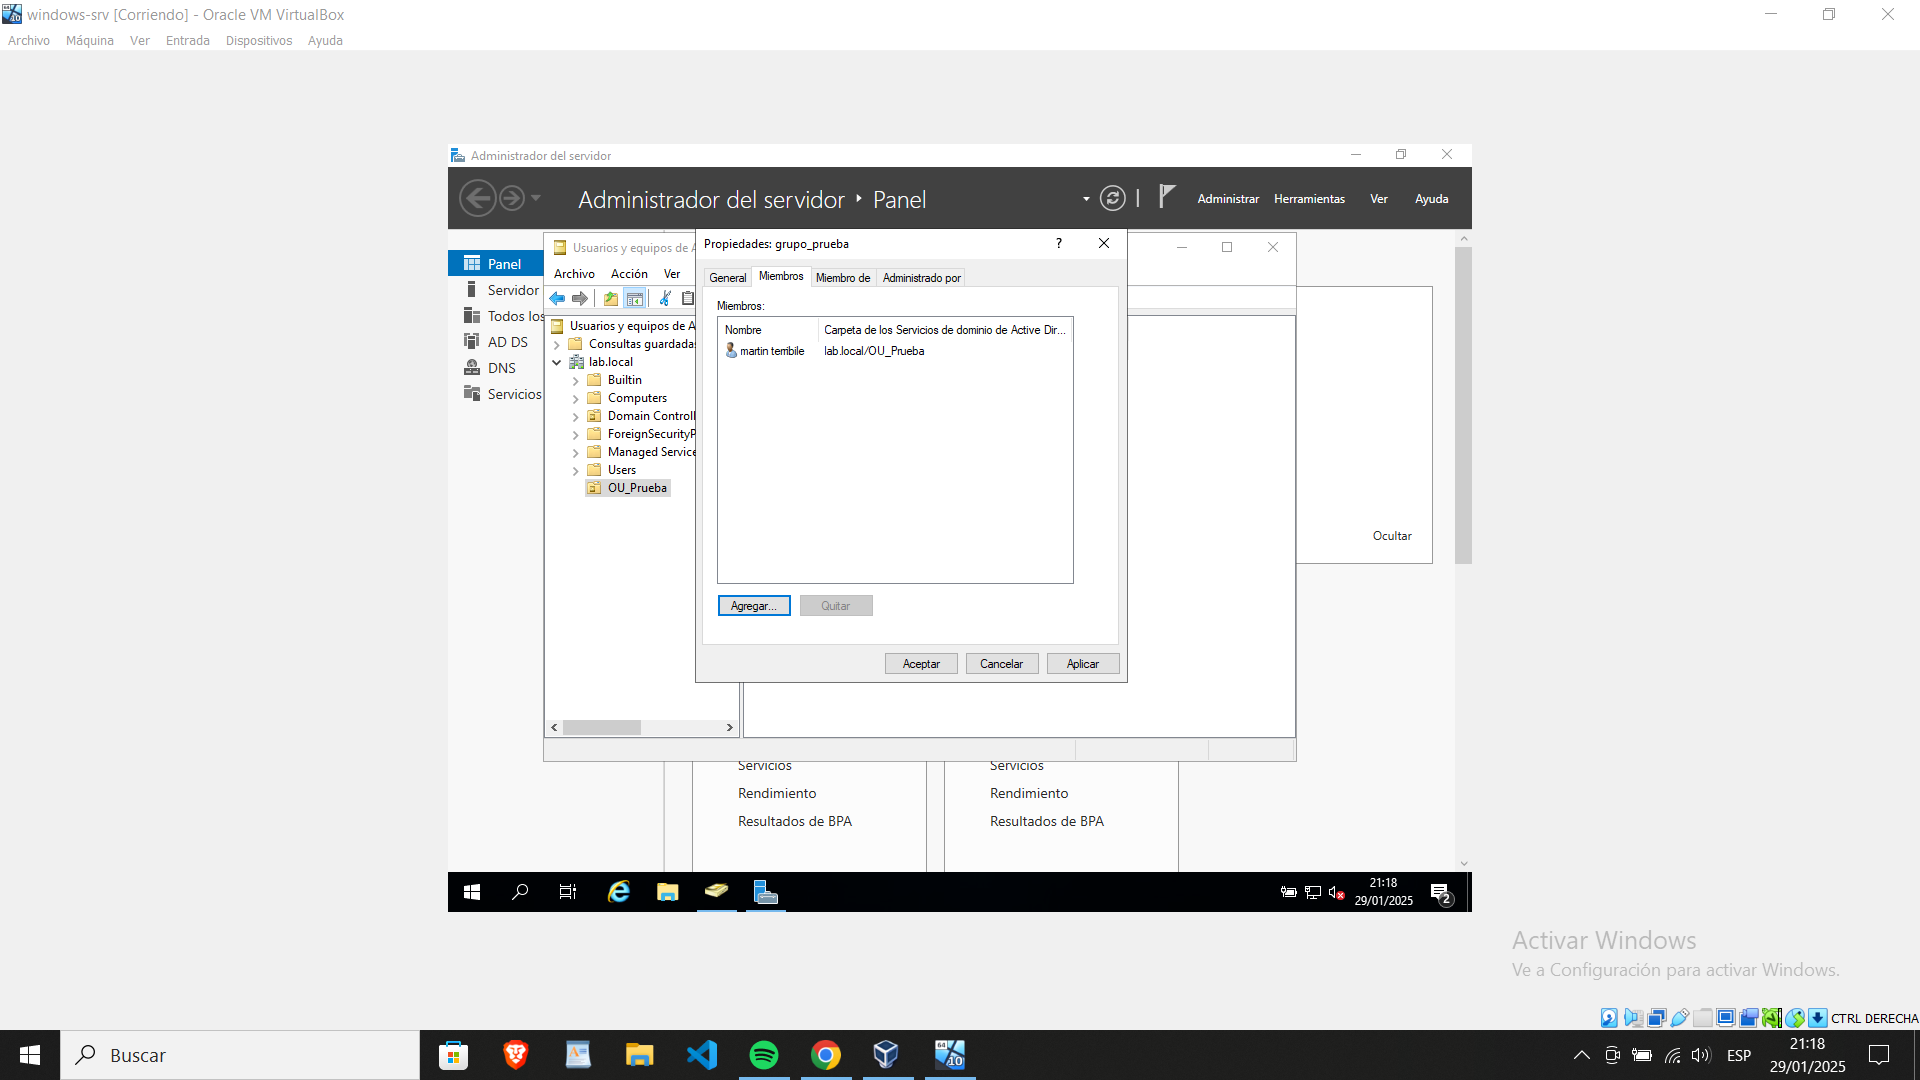 windows-srv [Corriendo] - Oracle VM VirtualBox
Archivo Máquina Ver Entrada Dispositivos Ayuda
Administrador del servidor
Administrador del servidor Panel
Administrar Herramientas Ver Ayuda
Panel
Servidor
Todos los
AD DS
DNS
Servicios
Usuarios y equipos de A
Archivo Acción Ver
Usuarios y equipos de A
Consultas guardadas
lab.local
Builtin
Computers
Domain Controll
ForeignSecurityP
Managed Service
Users
OU_Prueba
Propiedades: grupo_prueba
?
General Miembros Miembro de Administrado por
Miembros:
Nombre Carpeta de los Servicios de dominio de Active Dir...
martin terribile lab.local/OU_Prueba
Agregar... Quitar
Aceptar Cancelar Aplicar
Ocultar
Servicios
Rendimiento
Resultados de BPA
Servicios
Rendimiento
Resultados de BPA
21:18
29/01/2025
2
Activar Windows
Ve a Configuración para activar Windows.
CTRL DERECHA
Buscar
64
10
ESP
21:18
29/01/2025